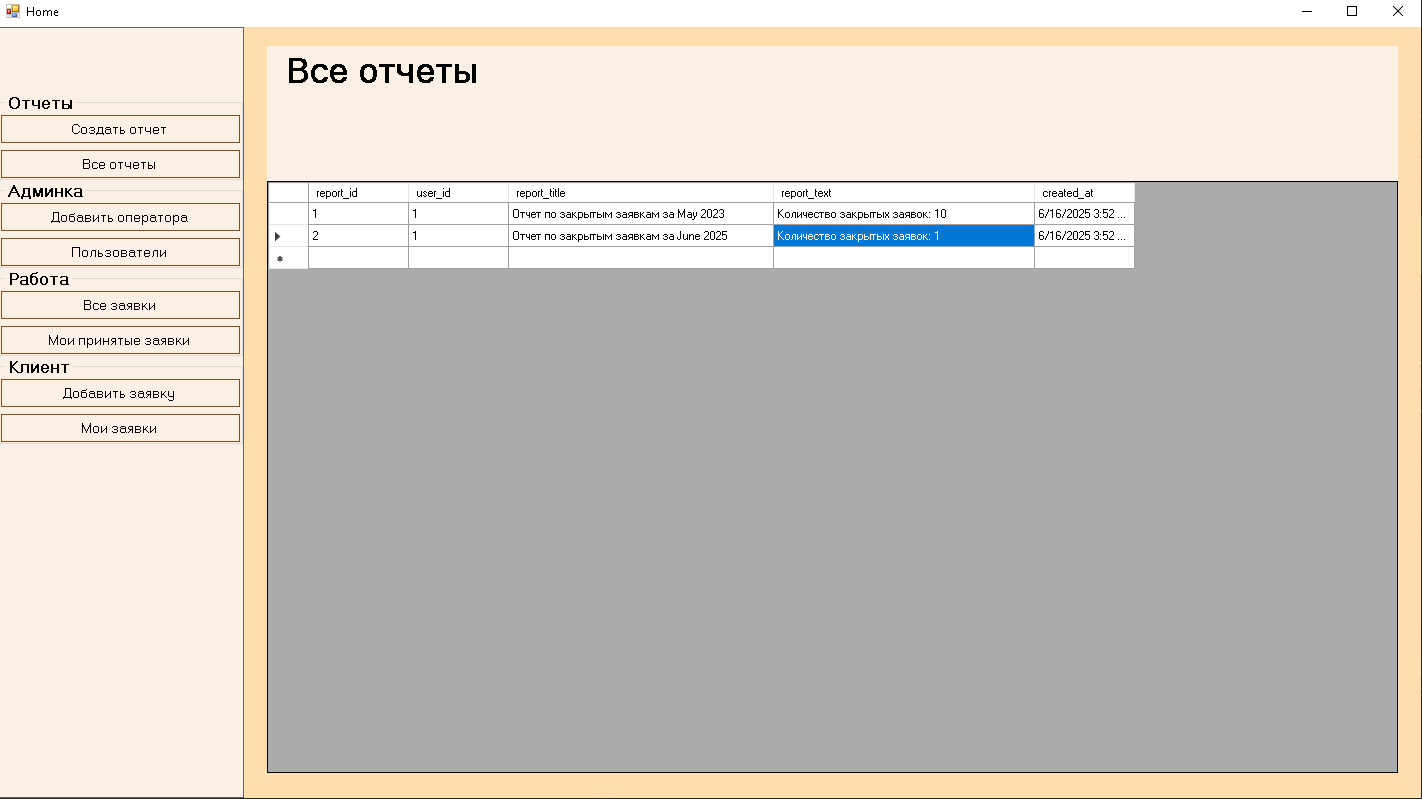 Home
Отчеты
Создать отчет
Все отчеты
Админка
Добавить оператора
Пользователи
Работа
Все заявки
Мои принятые заявки
Клиент
Добавить заявку
Мои заявки
Все отчеты
report_id user_id report_title report_text created_at
1 1 Отчет по закрытым заявкам за May 2023 Количество закрытых заявок: 10 6/16/2025 3:52 ...
2 1 Отчет по закрытым заявкам за June 2025 Количество закрытых заявок: 1 6/16/2025 3:52 ...